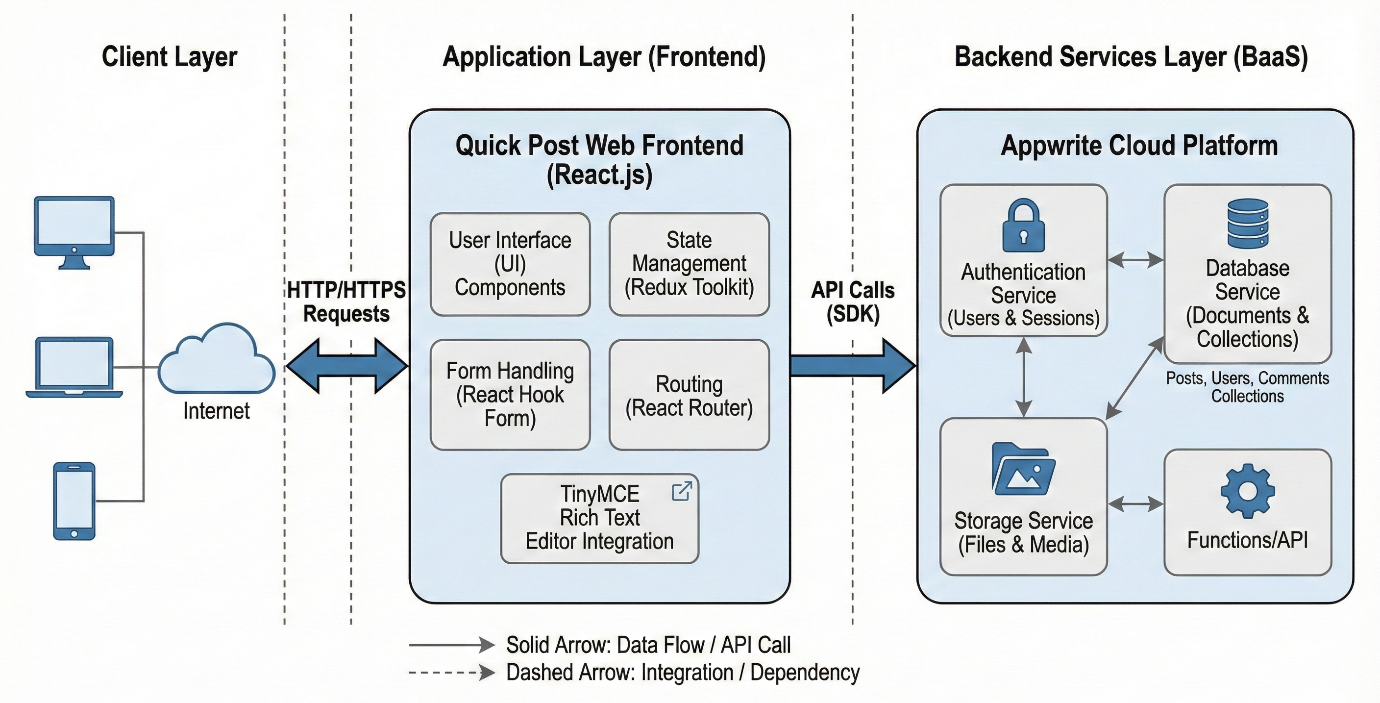 Client Layer
Application Layer (Frontend)
Backend Services Layer (BaaS)
Quick Post Web Frontend
(React.js)
User Interface
(UI)
Components
State
Management
(Redux Toolkit)
Form Handling
(React Hook
Form)
Routing
(React Router)
TinyMCE
Rich Text
Editor Integration
Internet
HTTP/HTTPS
Requests
API Calls
(SDK)
Appwrite Cloud Platform
Authentication
Service
(Users & Sessions)
Database
Service
(Documents &
Collections)
Posts, Users, Comments
Collections
Storage Service
(Files & Media)
Functions/API
Solid Arrow: Data Flow / API Call
Dashed Arrow: Integration / Dependency